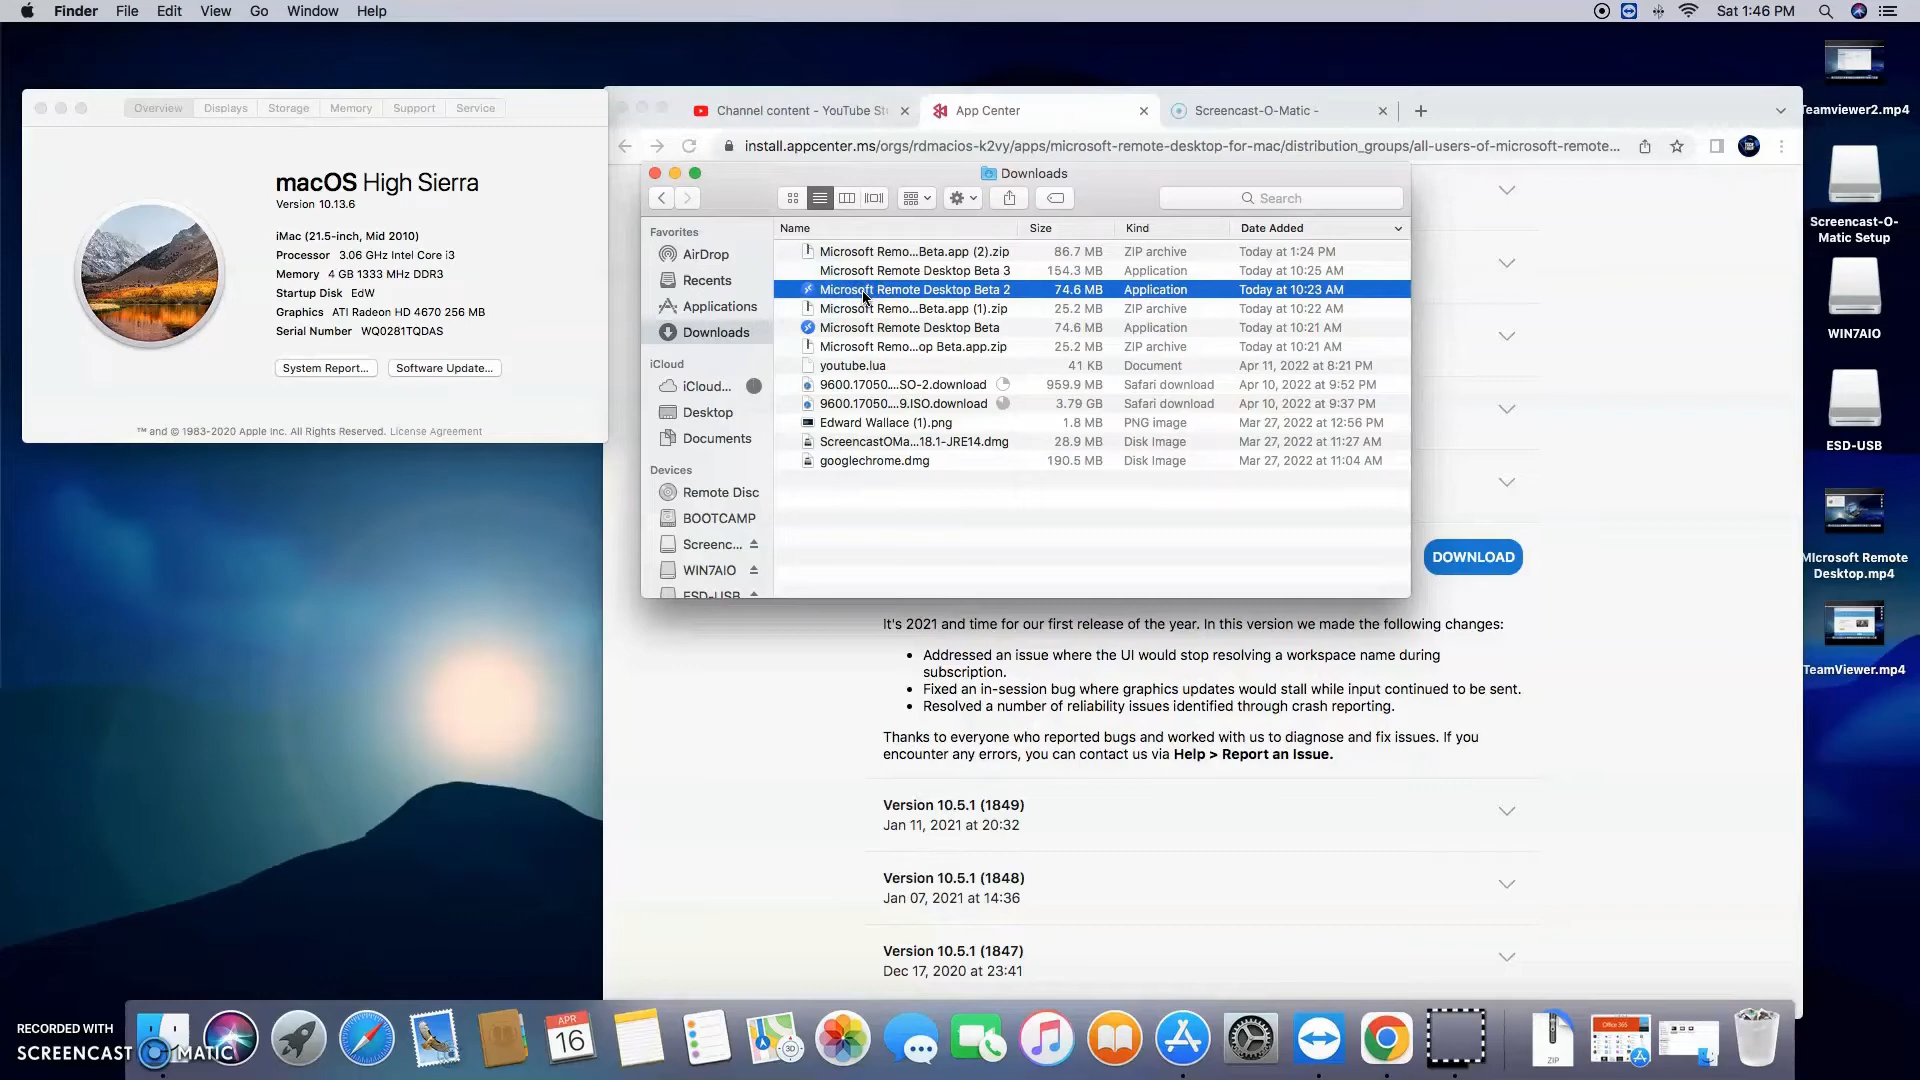 Finder File Edit View Go Window Help
Sat 1:46 PM
Overview Displays Storage Memory Support Service
macOS High Sierra
Version 10.13.6
iMac (21.5-inch, Mid 2010)
Processor 3.06 GHz Intel Core i3
Memory 4 GB 1333 MHz DDR3
Startup Disk EdW
Graphics ATI Radeon HD 4670 256 MB
Serial Number WQ0281TQDAS
System Report... Software Update...
™ and © 1983-2020 Apple Inc. All Rights Reserved. License Agreement
Channel content - YouTube St
App Center
Screencast-O-Matic -
install.appcenter.ms/orgs/rdmacios-k2vy/apps/microsoft-remote-desktop-for-mac/distribution_groups/all-users-of-microsoft-remote...
Downloads
Search
Favorites
AirDrop
Recents
Applications
Downloads
iCloud
iCloud...
Desktop
Documents
Devices
Remote Disc
BOOTCAMP
Screenc...
WIN7AIO
ESD-USB
Name Size Kind Date Added
Microsoft Remo...Beta.app (2).zip 86.7 MB ZIP archive Today at 1:24 PM
Microsoft Remote Desktop Beta 3 154.3 MB Application Today at 10:25 AM
Microsoft Remote Desktop Beta 2 74.6 MB Application Today at 10:23 AM
Microsoft Remo...Beta.app (1).zip 25.2 MB ZIP archive Today at 10:22 AM
Microsoft Remote Desktop Beta 74.6 MB Application Today at 10:21 AM
Microsoft Remo...op Beta.app.zip 25.2 MB ZIP archive Today at 10:21 AM
youtube.lua 41 KB Document Apr 11, 2022 at 8:21 PM
9600.17050....SO-2.download 959.9 MB Safari download Apr 10, 2022 at 9:52 PM
9600.17050....9.ISO.download 3.79 GB Safari download Apr 10, 2022 at 9:37 PM
Edward Wallace (1).png 1.8 MB PNG image Mar 27, 2022 at 12:56 PM
ScreencastOMa...18.1-JRE14.dmg 28.9 MB Disk Image Mar 27, 2022 at 11:27 AM
googlechrome.dmg 190.5 MB Disk Image Mar 27, 2022 at 11:04 AM
DOWNLOAD
It's 2021 and time for our first release of the year. In this version we made the following changes:
• Addressed an issue where the UI would stop resolving a workspace name during
subscription.
• Fixed an in-session bug where graphics updates would stall while input continued to be sent.
• Resolved a number of reliability issues identified through crash reporting.
Thanks to everyone who reported bugs and worked with us to diagnose and fix issues. If you
encounter any errors, you can contact us via Help > Report an Issue.
Version 10.5.1 (1849)
Jan 11, 2021 at 20:32
Version 10.5.1 (1848)
Jan 07, 2021 at 14:36
Version 10.5.1 (1847)
Dec 17, 2020 at 23:41
Teamviewer2.mp4
Screencast-O-
Matic Setup
WIN7AIO
ESD-USB
MIcrosoft Remote
Desktop.mp4
TeamViewer.mp4
RECORDED WITH
SCREENCAST MATIC
APR
16
3D
ZIP
Office 365